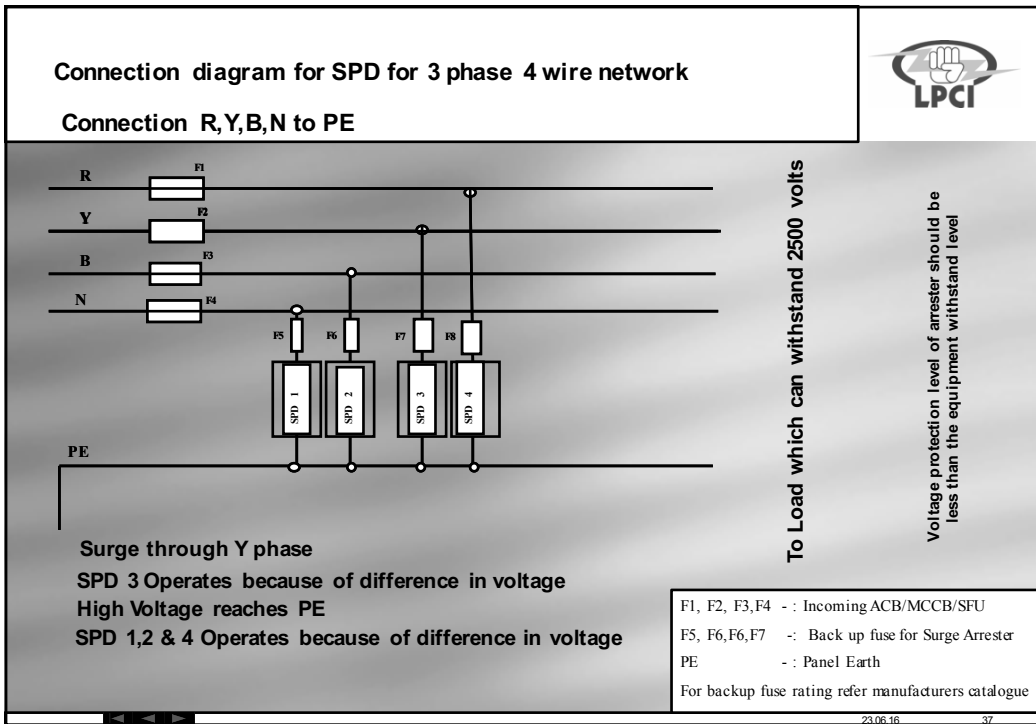 Connection diagram for SPD for 3 phase 4 wire network
Connection R,Y,B,N to PE
LPCI
R
F1
Y
F2
B
F3
N
F4
F5
F6
F7
F8
SPD 1
SPD 2
SPD 3
SPD 4
PE
To Load which can withstand 2500 volts
Voltage protection level of arrester should be
less than the equipment withstand level
Surge through Y phase
SPD 3 Operates because of difference in voltage
High Voltage reaches PE
SPD 1,2 & 4 Operates because of difference in voltage
F1, F2, F3,F4 - : Incoming ACB/MCCB/SFU
F5, F6,F6,F7 -: Back up fuse for Surge Arrester
PE - : Panel Earth
For backup fuse rating refer manufacturers catalogue
23.06.16
37